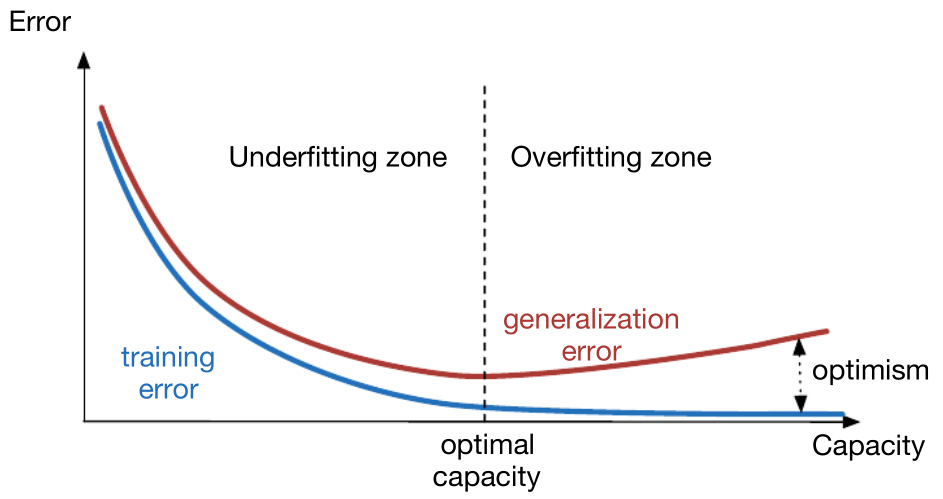 Error
Underfitting zone
Overfitting zone
generalization
error
training
error
optimism
optimal
capacity
Capacity